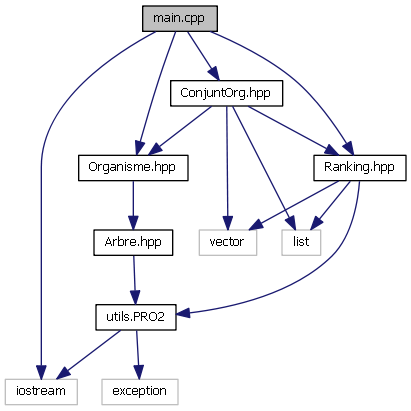 main.cpp
ConjuntOrg.hpp
Organisme.hpp
Ranking.hpp
Arbre.hpp
vector
list
utils.PRO2
iostream
exception